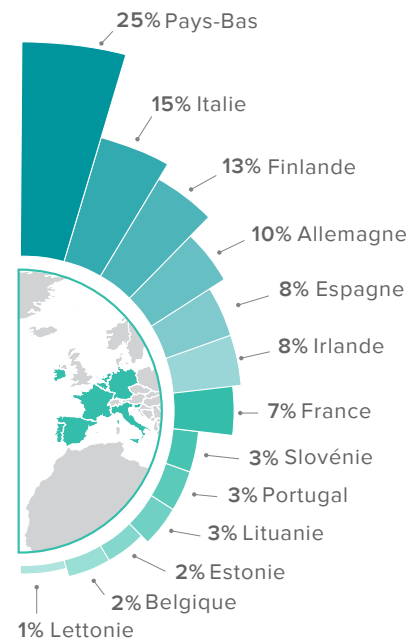 25% Pays-Bas
15% Italie
13% Finlande
10% Allemagne
8% Espagne
8% Irlande
7% France
3% Slovénie
3% Portugal
3% Lituanie
2% Estonie
2% Belgique
1% Lettonie